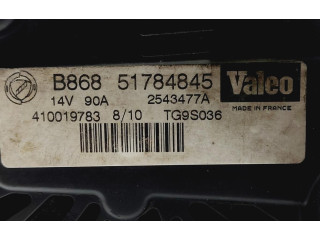 B868 51784845 Valeo
14V 90A 2543477A MADE IN FRANCE
410019783 8/10 TG9S036